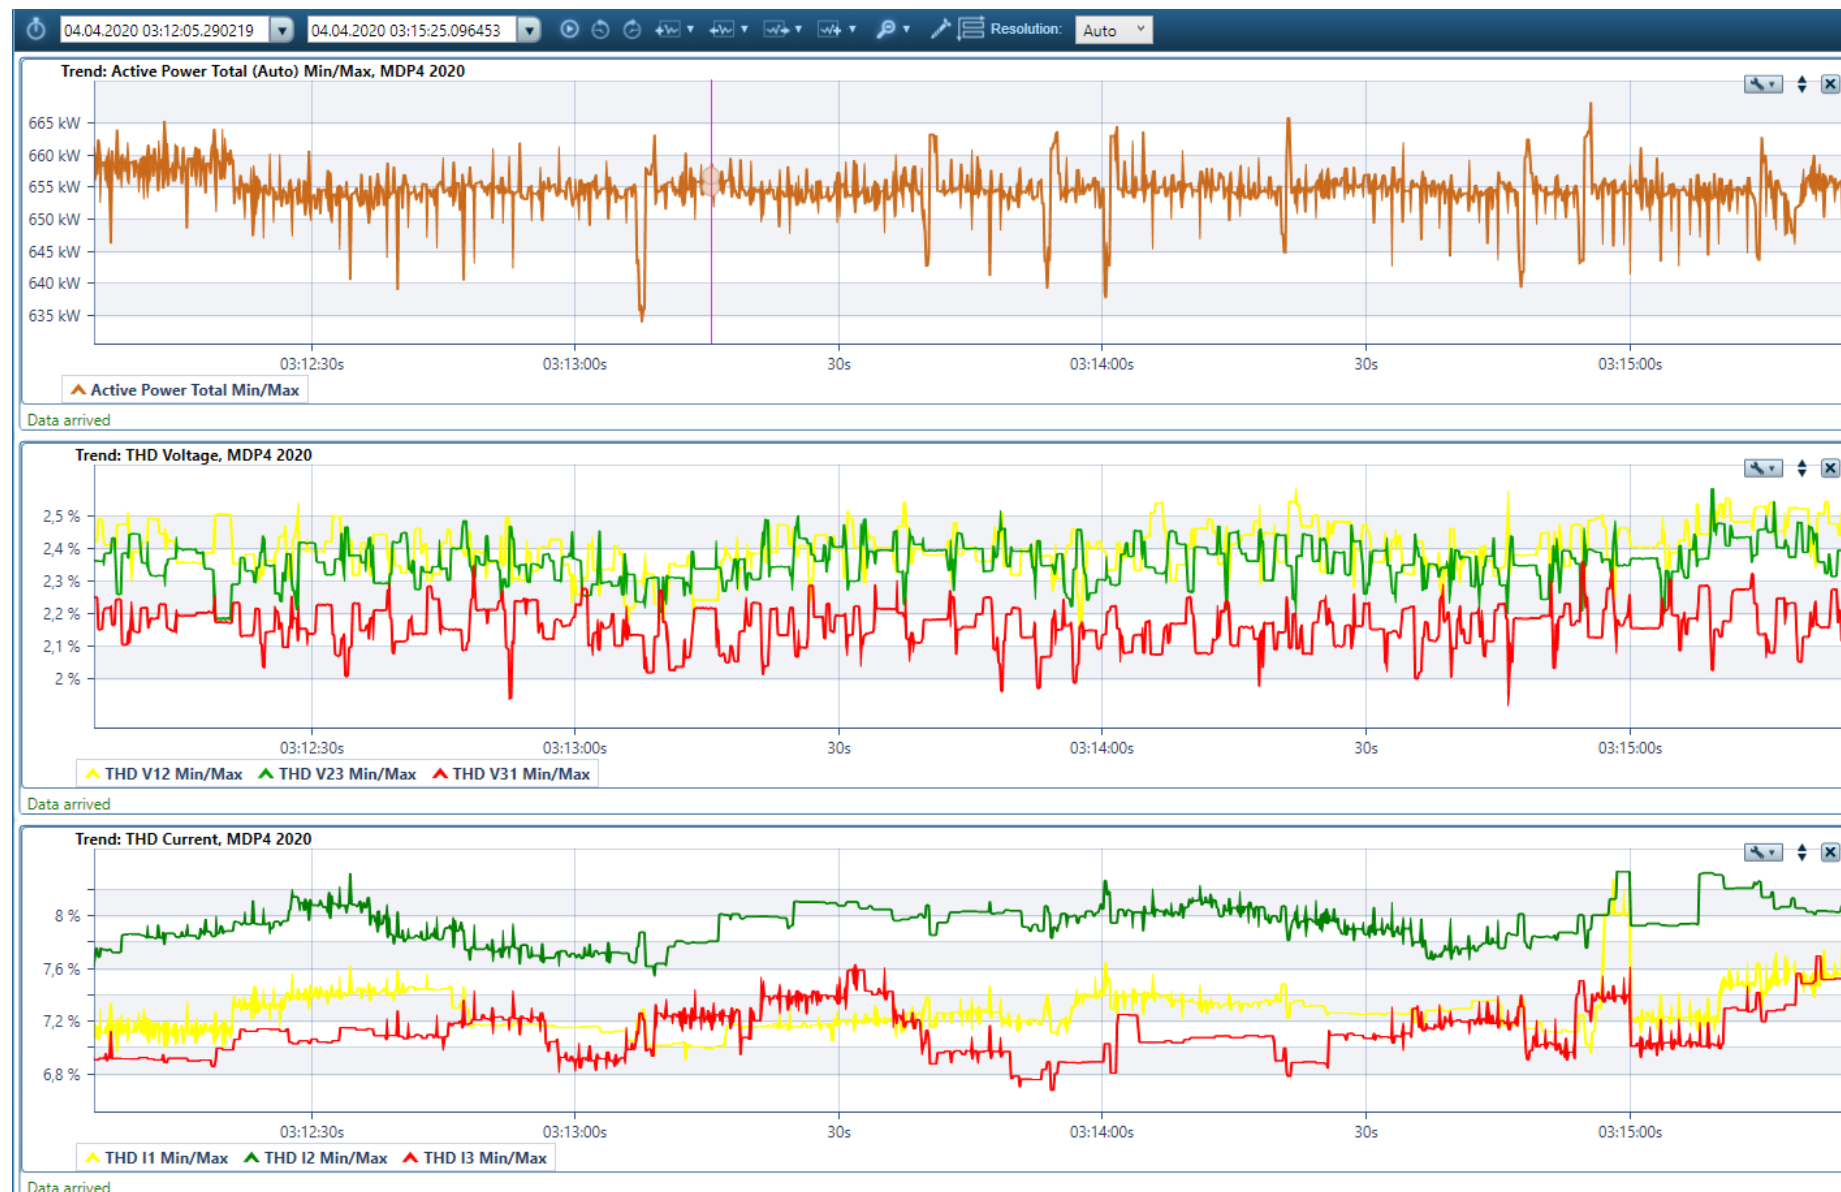 04.04.2020 03:12:05.290219 04.04.2020 03:15:25.096453 Resolution: Auto
Trend: Active Power Total (Auto) Min/Max, MDP4 2020
665 kW
660 kW
655 kW
650 kW
645 kW
640 kW
635 kW
03:12:30s 03:13:00s 30s 03:14:00s 30s 03:15:00s
Active Power Total Min/Max
Data arrived
Trend: THD Voltage, MDP4 2020
2,5 %
2,4 %
2,3 %
2,2 %
2,1 %
2 %
03:12:30s 03:13:00s 30s 03:14:00s 30s 03:15:00s
THD V12 Min/Max THD V23 Min/Max THD V31 Min/Max
Data arrived
Trend: THD Current, MDP4 2020
8 %
7,6 %
7,2 %
6,8 %
03:12:30s 03:13:00s 30s 03:14:00s 30s 03:15:00s
THD I1 Min/Max THD I2 Min/Max THD I3 Min/Max
Data arrived